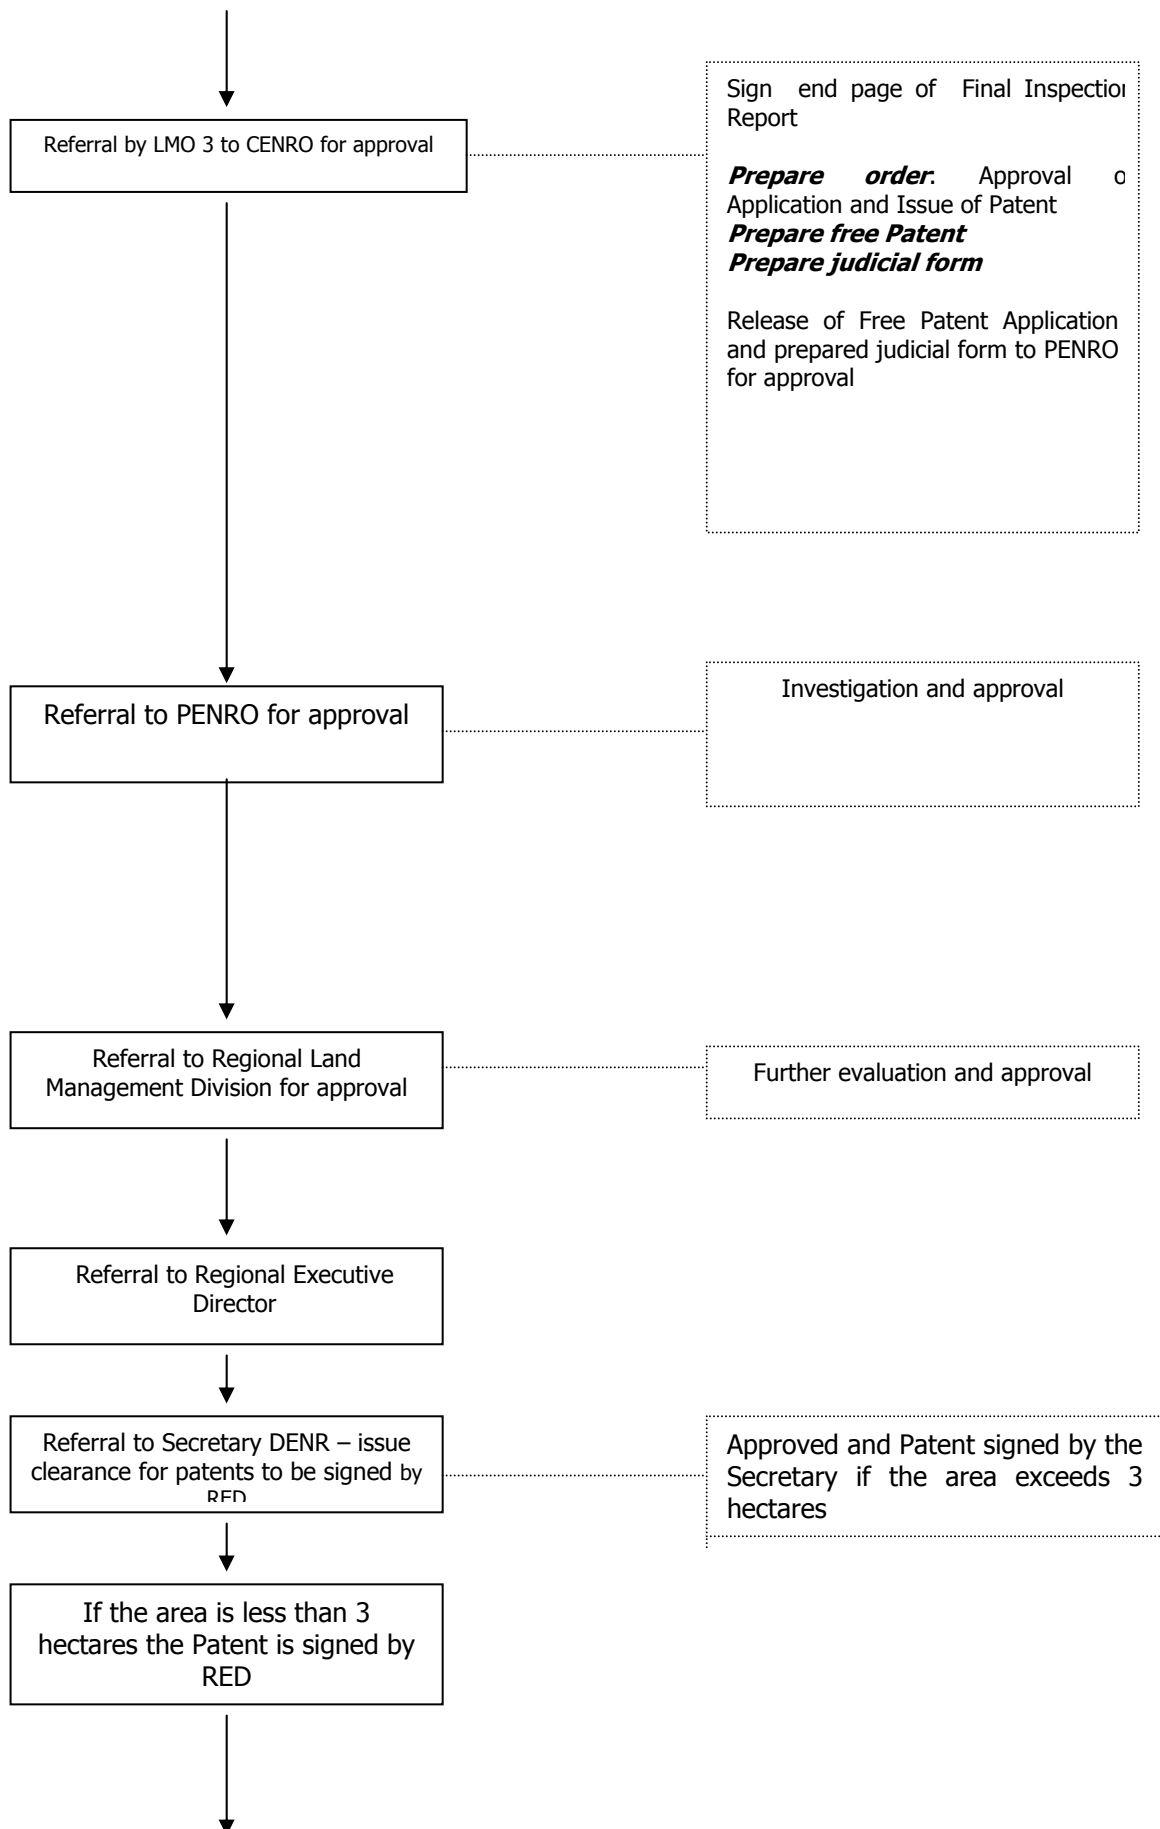 Referral by LMO 3 to CENRO for approval
Sign end page of Final Inspection
Report
Prepare order: Approval o
Application and Issue of Patent
Prepare free Patent
Prepare judicial form
Release of Free Patent Application
and prepared judicial form to PENRO
for approval
Referral to PENRO for approval
Investigation and approval
Referral to Regional Land
Management Division for approval
Further evaluation and approval
Referral to Regional Executive
Director
Referral to Secretary DENR – issue
clearance for patents to be signed by
RED
Approved and Patent signed by the
Secretary if the area exceeds 3
hectares
If the area is less than 3
hectares the Patent is signed by
RED